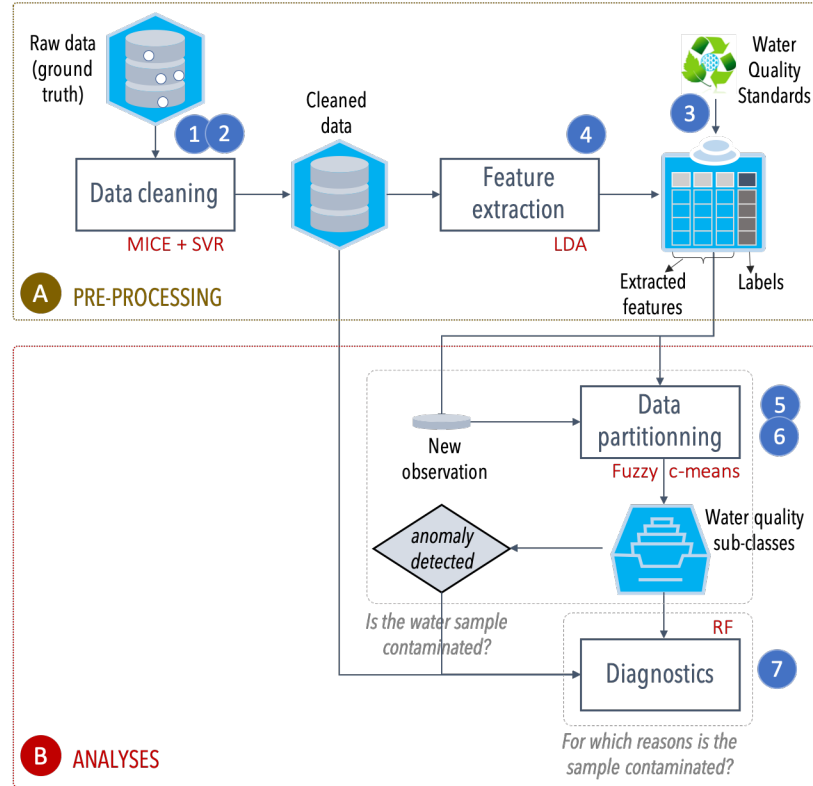 Raw data
(ground
truth)
1 2
Data cleaning
MICE + SVR
Cleaned
data
4
Feature
extraction
LDA
Water
Quality
Standards
3
Extracted
features
Labels
A PRE-PROCESSING
5
6
Data
partitionning
Fuzzy c-means
New
observation
Water quality
sub-classes
anomaly
detected
Is the water sample
contaminated?
RF
Diagnostics
7
For which reasons is the
sample contaminated?
B ANALYSES